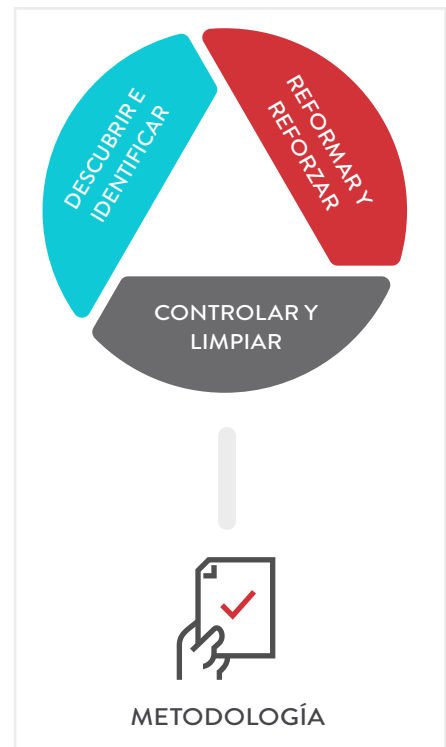 DESCUBRIR E
IDENTIFICAR
REFORMAR Y
REFORZAR
CONTROLAR Y
LIMPIAR
METODOLOGÍA